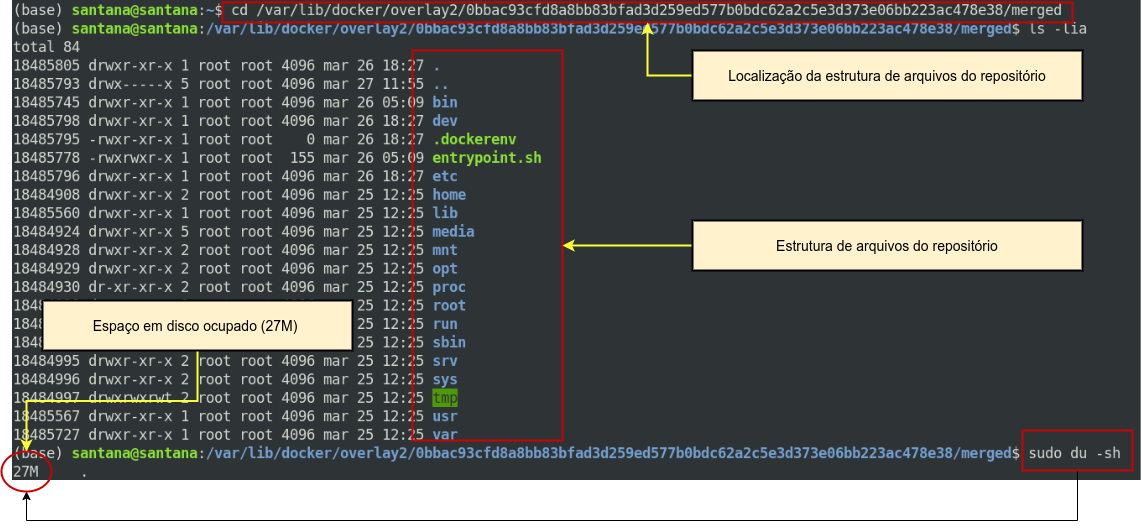 (base) santana@santana:~$ cd /var/lib/docker/overlay2/0bbac93cfd8a8bb83bfad3d259ed577b0bdc62a2c5e3d373e06bb223ac478e38/merged
(base) santana@santana:/var/lib/docker/overlay2/0bbac93cfd8a8bb83bfad3d259ed577b0bdc62a2c5e3d373e06bb223ac478e38/merged$ ls -lia
total 84
18485805 drwxr-xr-x 1 root root 4096 mar 26 18:27 .
Localização da estrutura de arquivos do repositório
18485793 drwx-----x 5 root root 4096 mar 27 11:55 ..
18485745 drwxr-xr-x 1 root root 4096 mar 26 05:09 bin
18485798 drwxr-xr-x 1 root root 4096 mar 26 18:27 dev
18485795 -rwxr-xr-x 1 root root    0 mar 26 18:27 .dockerenv
18485778 -rwxrwxr-x 1 root root  155 mar 26 05:09 entrypoint.sh
18485796 drwxr-xr-x 1 root root 4096 mar 26 18:27 etc
18484908 drwxr-xr-x 2 root root 4096 mar 25 12:25 home
18485560 drwxr-xr-x 1 root root 4096 mar 25 12:25 lib
18484924 drwxr-xr-x 5 root root 4096 mar 25 12:25 media
Estrutura de arquivos do repositório
18484928 drwxr-xr-x 2 root root 4096 mar 25 12:25 mnt
18484929 drwxr-xr-x 2 root root 4096 mar 25 12:25 opt
18484930 dr-xr-xr-x 2 root root 4096 mar 25 12:25 proc
25 12:25 root
Espaço em disco ocupado (27M)
25 12:25 run
25 12:25 sbin
18484995 drwxr-xr-x 2 root root 4096 mar 25 12:25 srv
18484996 drwxr-xr-x 2 root root 4096 mar 25 12:25 sys
18484997 drwxrwxrwt 2 root root 4096 mar 25 12:25 tmp
18485567 drwxr-xr-x 1 root root 4096 mar 25 12:25 usr
18485727 drwxr-xr-x 1 root root 4096 mar 25 12:25 var
(base) santana@santana:/var/lib/docker/overlay2/0bbac93cfd8a8bb83bfad3d259ed577b0bdc62a2c5e3d373e06bb223ac478e38/merged$ sudo du -sh
27M     .